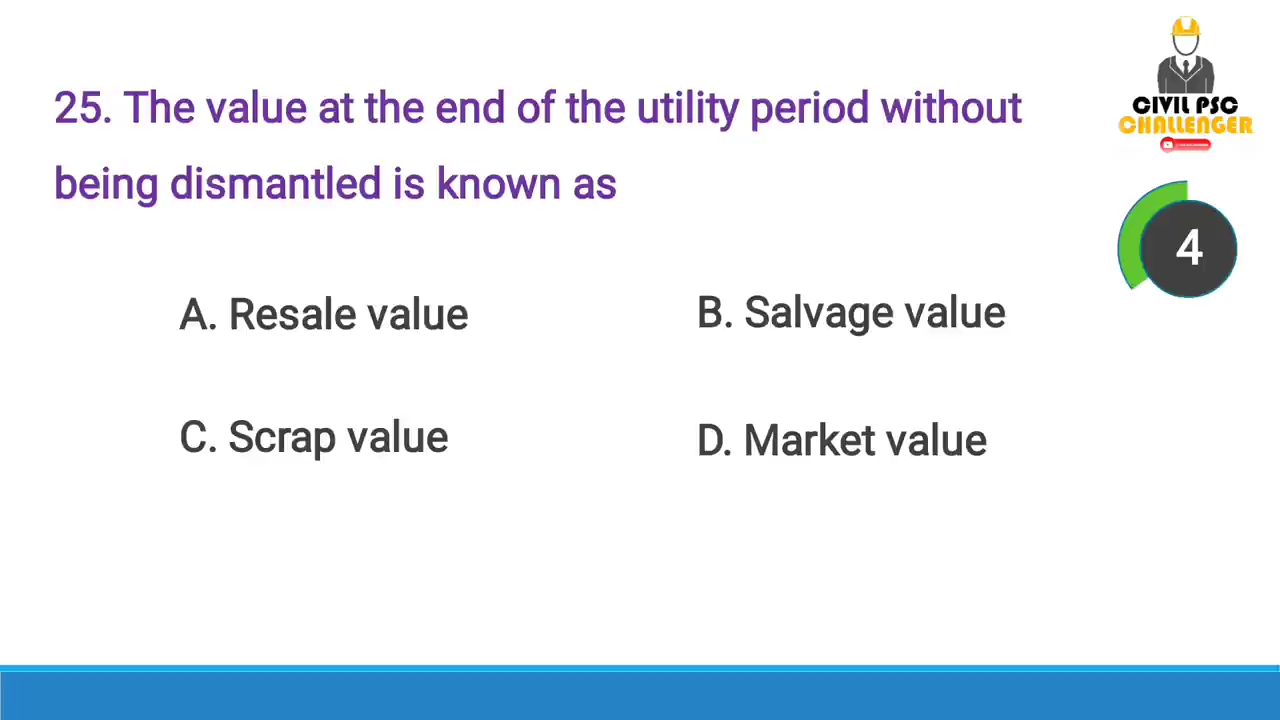 CIVIL PSC
CHALLENGER
25. The value at the end of the utility period without
being dismantled is known as
4
A. Resale value
B. Salvage value
C. Scrap value
D. Market value